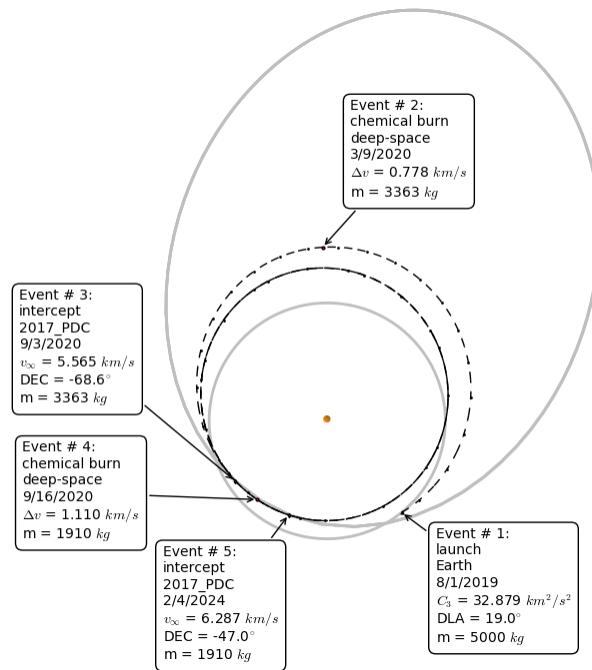 Event # 2:
chemical burn
deep-space
3/9/2020
Δv = 0.778 km/s
m = 3363 kg
Event # 3:
intercept
2017_PDC
9/3/2020
v∞ = 5.565 km/s
DEC = -68.6°
m = 3363 kg
Event # 4:
chemical burn
deep-space
9/16/2020
Δv = 1.110 km/s
m = 1910 kg
Event # 5:
intercept
2017_PDC
2/4/2024
v∞ = 6.287 km/s
DEC = -47.0°
m = 1910 kg
Event # 1:
launch
Earth
8/1/2019
C₃ = 32.879 km²/s²
DLA = 19.0°
m = 5000 kg